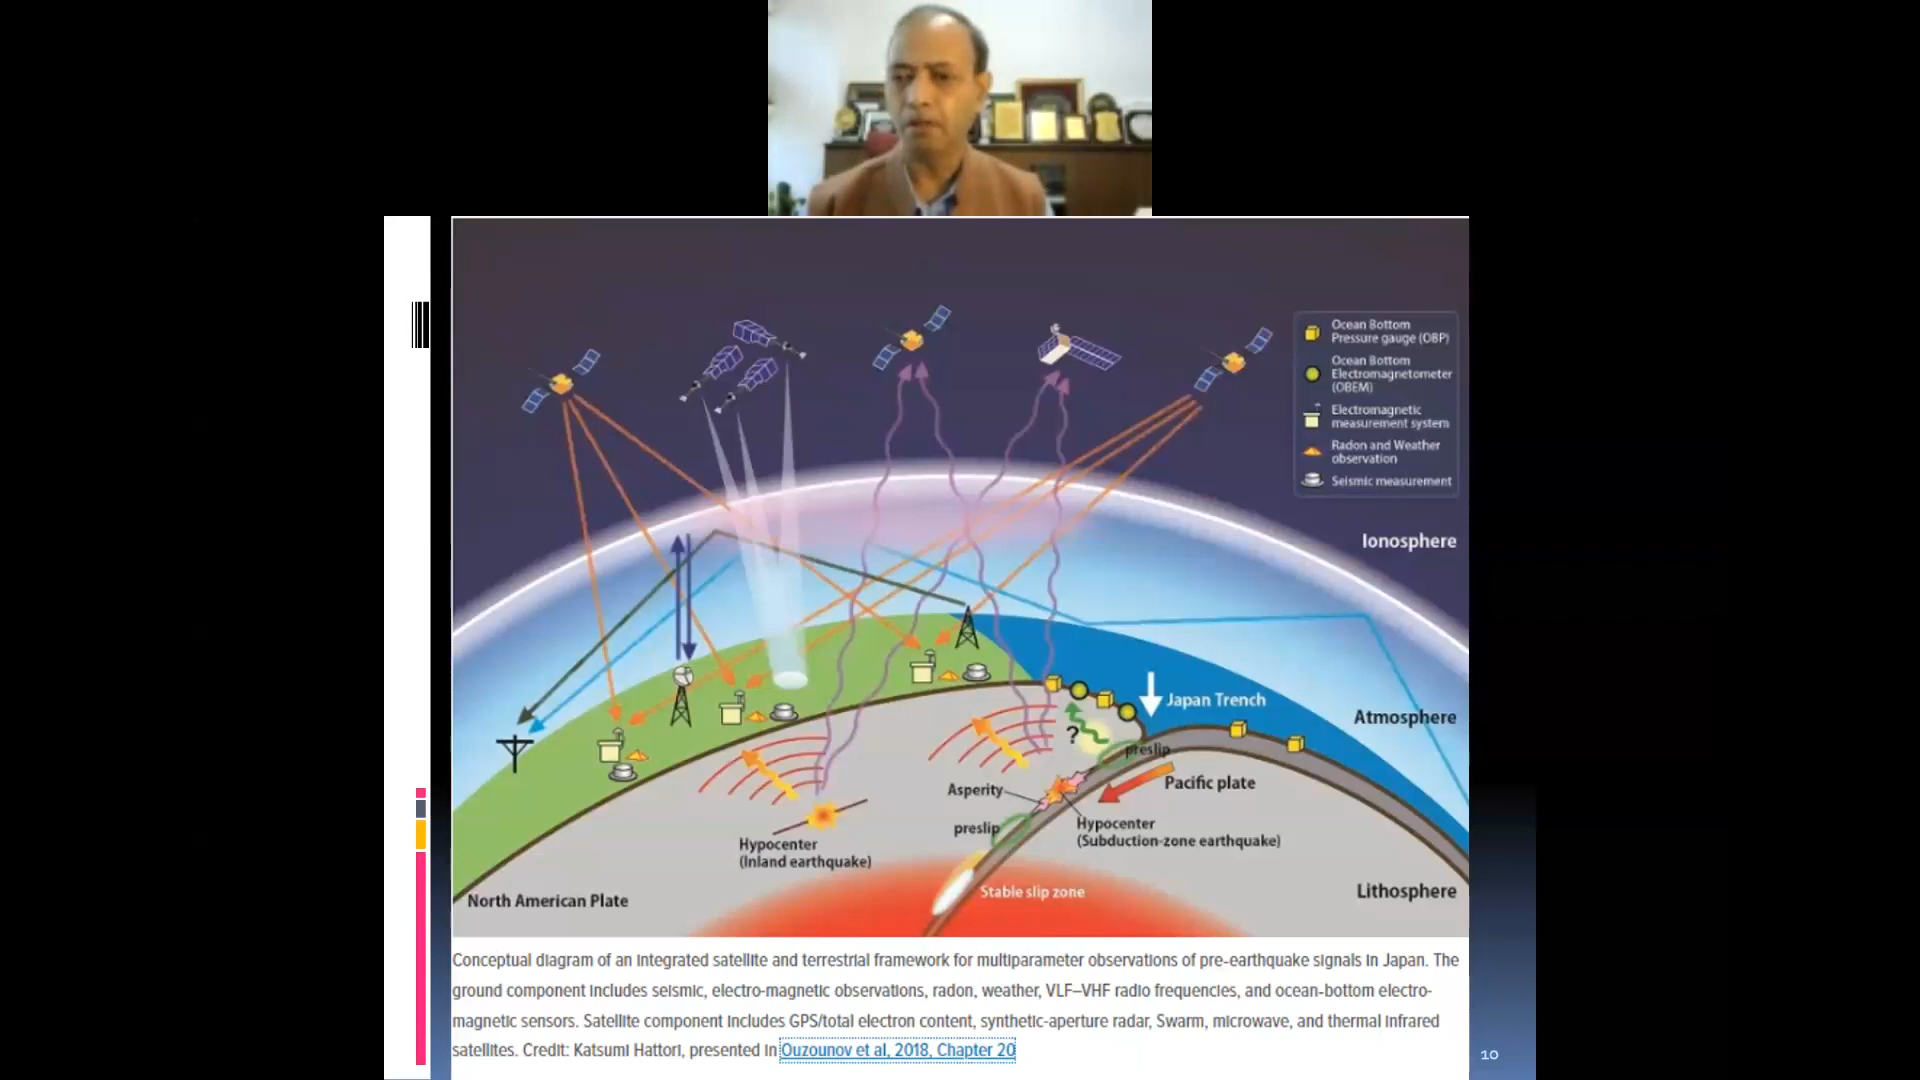 Ocean Bottom
Pressure gauge (OBP)
Ocean Bottom
Electromagnetometer
(OBEM)
Electromagnetic
measurement system
Radon and Weather
observation
Seismic measurement
Ionosphere
Japan Trench
Atmosphere
?
preslip
Pacific plate
Asperity
preslip
Hypocenter
(Subduction-zone earthquake)
Hypocenter
(Inland earthquake)
Stable slip zone
Lithosphere
North American Plate
Conceptual diagram of an integrated satellite and terrestrial framework for multiparameter observations of pre-earthquake signals in Japan. The
ground component includes seismic, electro-magnetic observations, radon, weather, VLF–VHF radio frequencies, and ocean-bottom electro-
magnetic sensors. Satellite component includes GPS/total electron content, synthetic-aperture radar, Swarm, microwave, and thermal infrared
satellites. Credit: Katsumi Hattori, presented in Ouzounov et al, 2018, Chapter 20
10